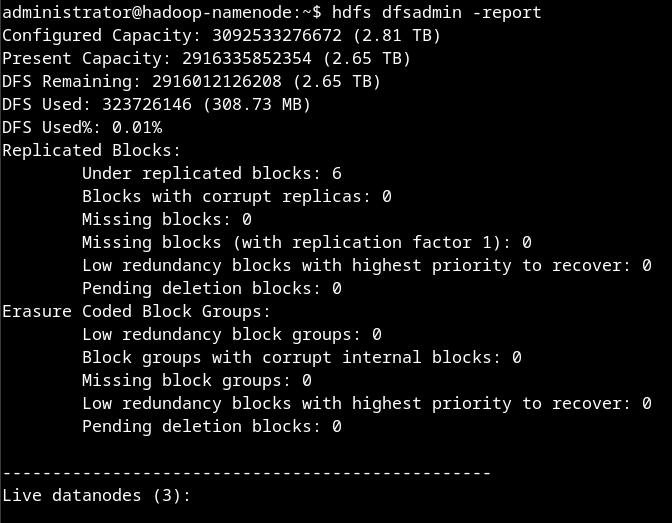 administrator@hadoop-namenode:~$ hdfs dfsadmin -report
Configured Capacity: 3092533276672 (2.81 TB)
Present Capacity: 2916335852354 (2.65 TB)
DFS Remaining: 2916012126208 (2.65 TB)
DFS Used: 323726146 (308.73 MB)
DFS Used%: 0.01%
Replicated Blocks:
        Under replicated blocks: 6
        Blocks with corrupt replicas: 0
        Missing blocks: 0
        Missing blocks (with replication factor 1): 0
        Low redundancy blocks with highest priority to recover: 0
        Pending deletion blocks: 0
Erasure Coded Block Groups:
        Low redundancy block groups: 0
        Block groups with corrupt internal blocks: 0
        Missing block groups: 0
        Low redundancy blocks with highest priority to recover: 0
        Pending deletion blocks: 0
-------------------------------------------------
Live datanodes (3):